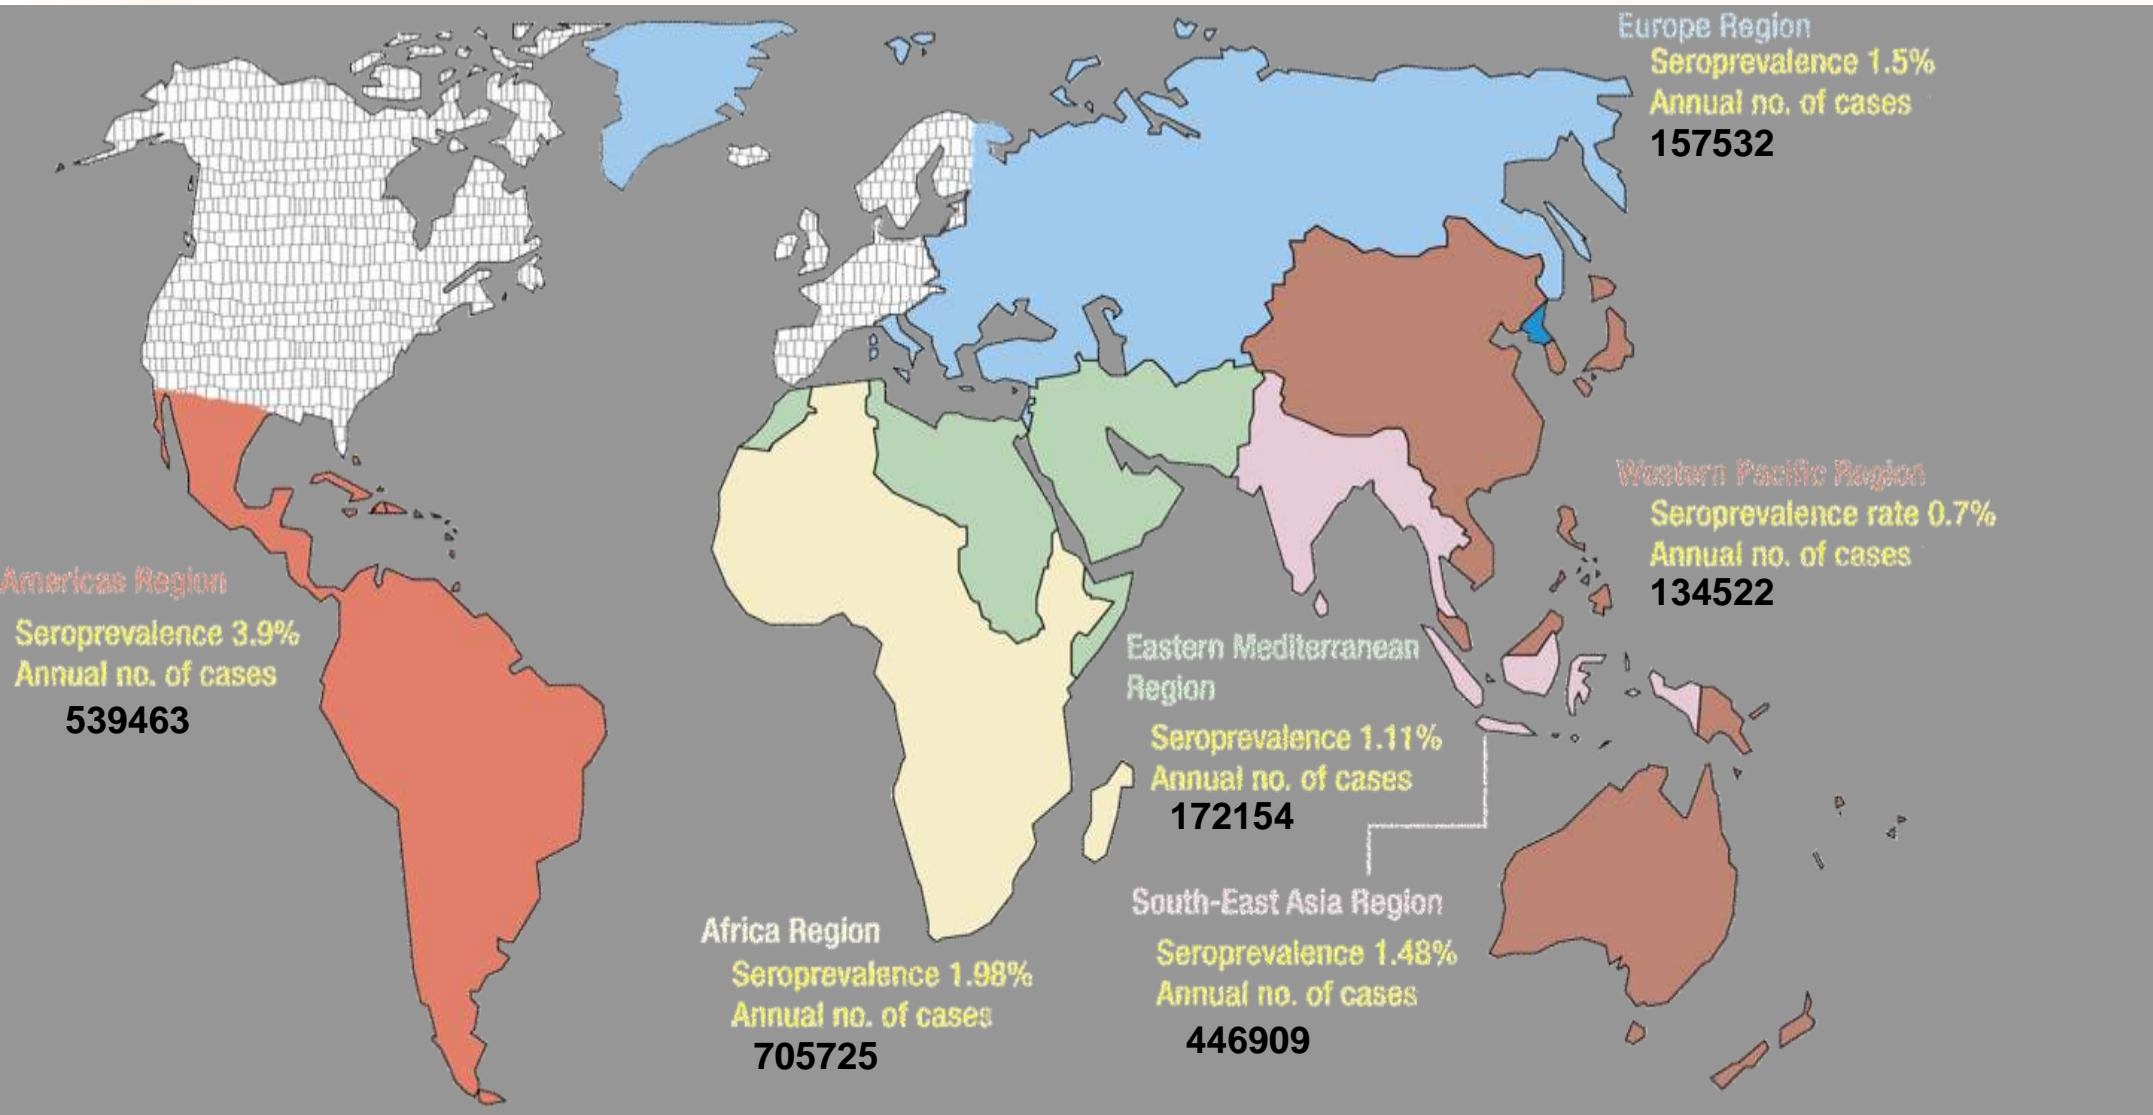 Europe Region
Seroprevalence 1.5%
Annual no. of cases
157532
Western Pacific Region
Seroprevalence rate 0.7%
Annual no. of cases
134522
Americas Region
Seroprevalence 3.9%
Annual no. of cases
539463
Eastern Mediterranean
Region
Seroprevalence 1.11%
Annual no. of cases
172154
South-East Asia Region
Seroprevalence 1.48%
Annual no. of cases
446909
Africa Region
Seroprevalence 1.98%
Annual no. of cases
705725